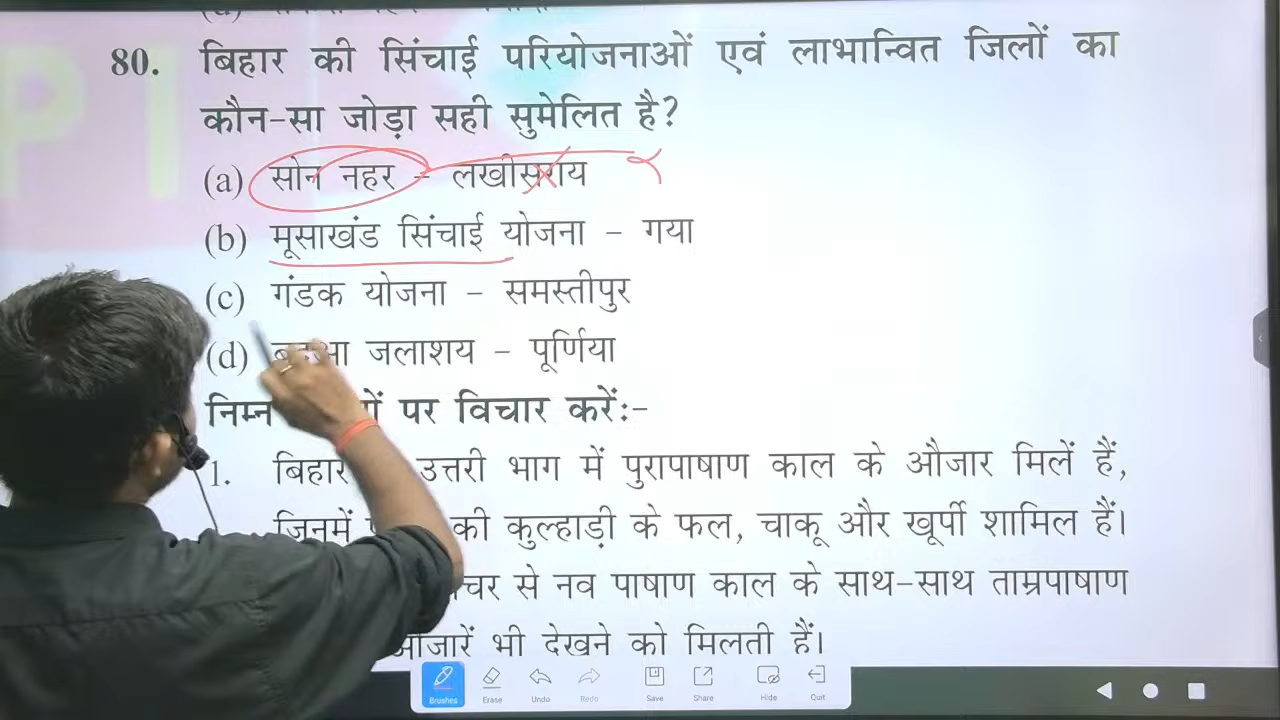 80. बिहार की सिंचाई परियोजनाओं एवं लाभान्वित जिलों का
कौन-सा जोड़ा सही सुमेलित है?
(a) सोन नहर - लखीसराय
(b) मूसाखंड सिंचाई योजना - गया
(c) गंडक योजना - समस्तीपुर
(d) जलाशय - पूर्णिया
निम्न पर विचार करें:-
1. बिहार उत्तरी भाग में पुरापाषाण काल के औजार मिलें हैं,
जिनमें की कुल्हाड़ी के फल, चाकू और खूर्पी शामिल हैं।
से नव पाषाण काल के साथ-साथ ताम्रपाषाण
औजारें भी देखने को मिलती हैं।
Brushes Erase Undo Redo Save Share Hide Quit